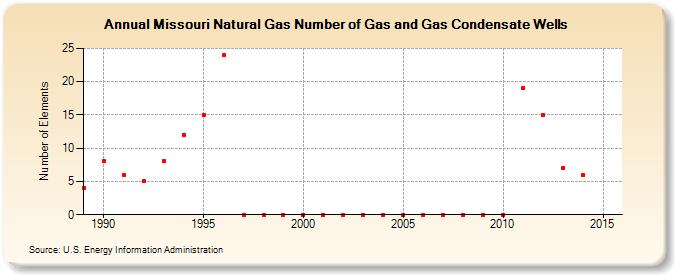 Annual Missouri Natural Gas Number of Gas and Gas Condensate Wells
Number of Elements
25
20
15
10
5
0
1990 1995 2000 2005 2010 2015
Source: U.S. Energy Information Administration